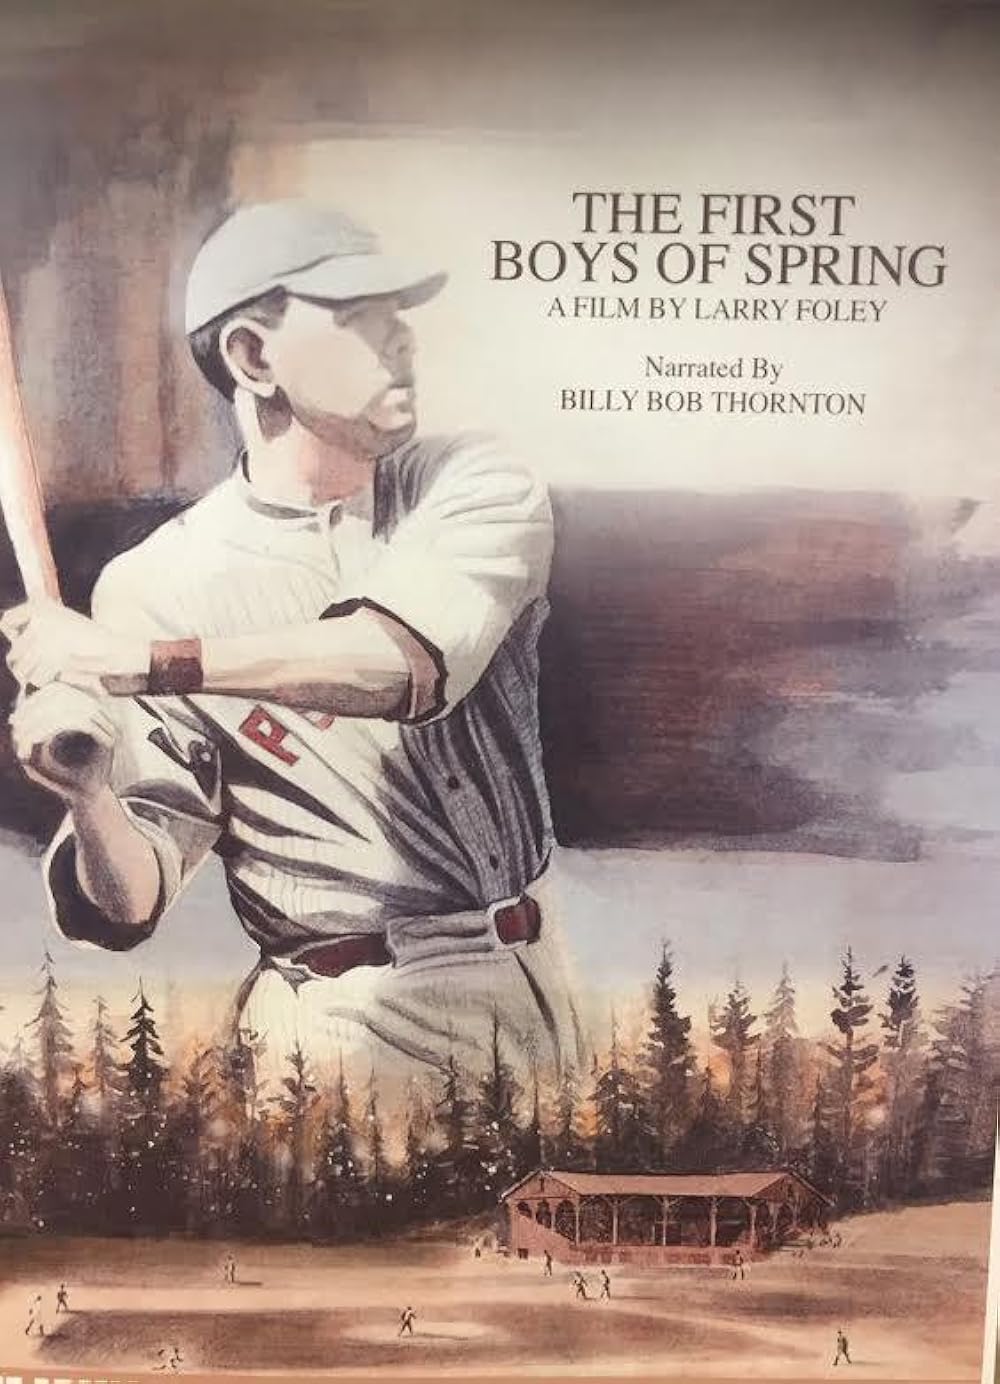 THE FIRST
BOYS OF SPRING
A FILM BY LARRY FOLEY
Narrated By
BILLY BOB THORNTON